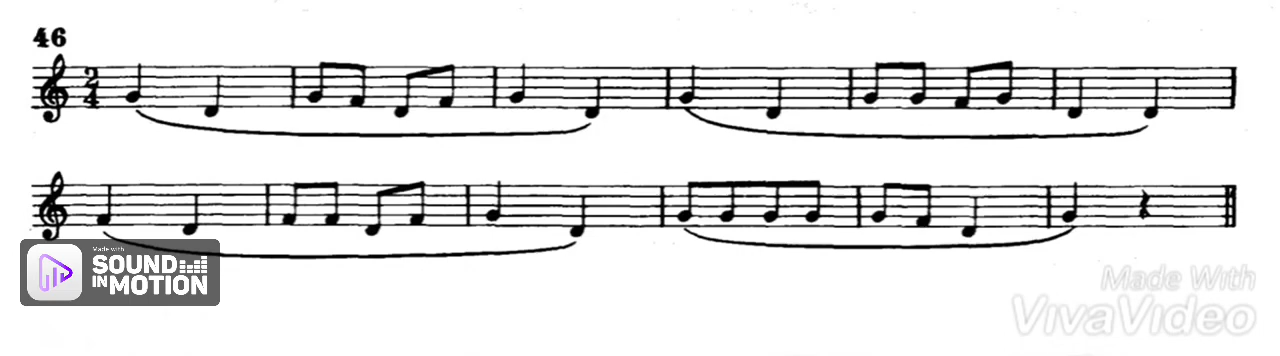 46
2
4
Made with
SOUND
IN MOTION
Made With
VivaVideo